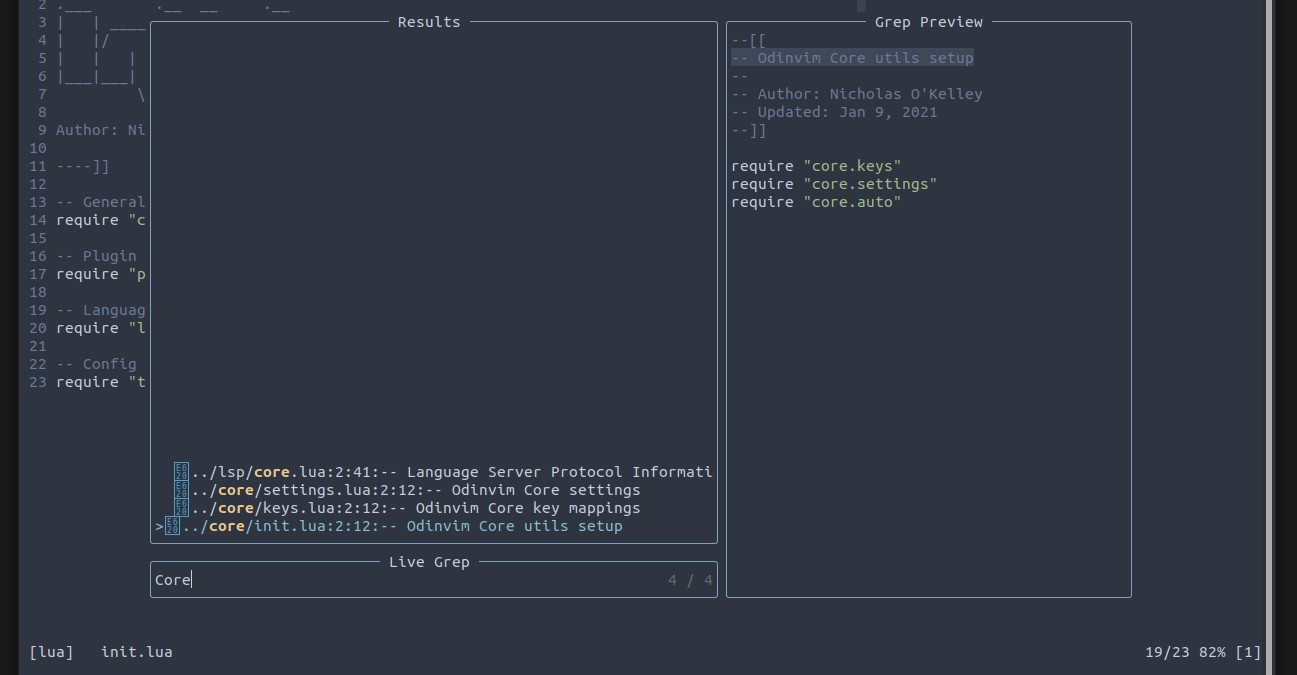 2 .___ .__ __ .__
3 | | ____
4 | |/
5 | | |
6 |___|___|
7 \
8
9 Author: Ni
10
11 ----]]
12
13 -- General
14 require "c
15
16 -- Plugin
17 require "p
18
19 -- Languag
20 require "l
21
22 -- Config
23 require "t
Results
../lsp/core.lua:2:41:-- Language Server Protocol Informati
../core/settings.lua:2:12:-- Odinvim Core settings
../core/keys.lua:2:12:-- Odinvim Core key mappings
>../core/init.lua:2:12:-- Odinvim Core utils setup
Live Grep
Core 4 / 4
Grep Preview
--[[
-- Odinvim Core utils setup
--
-- Author: Nicholas O'Kelley
-- Updated: Jan 9, 2021
--]]
require "core.keys"
require "core.settings"
require "core.auto"
[lua] init.lua 19/23 82% [1]